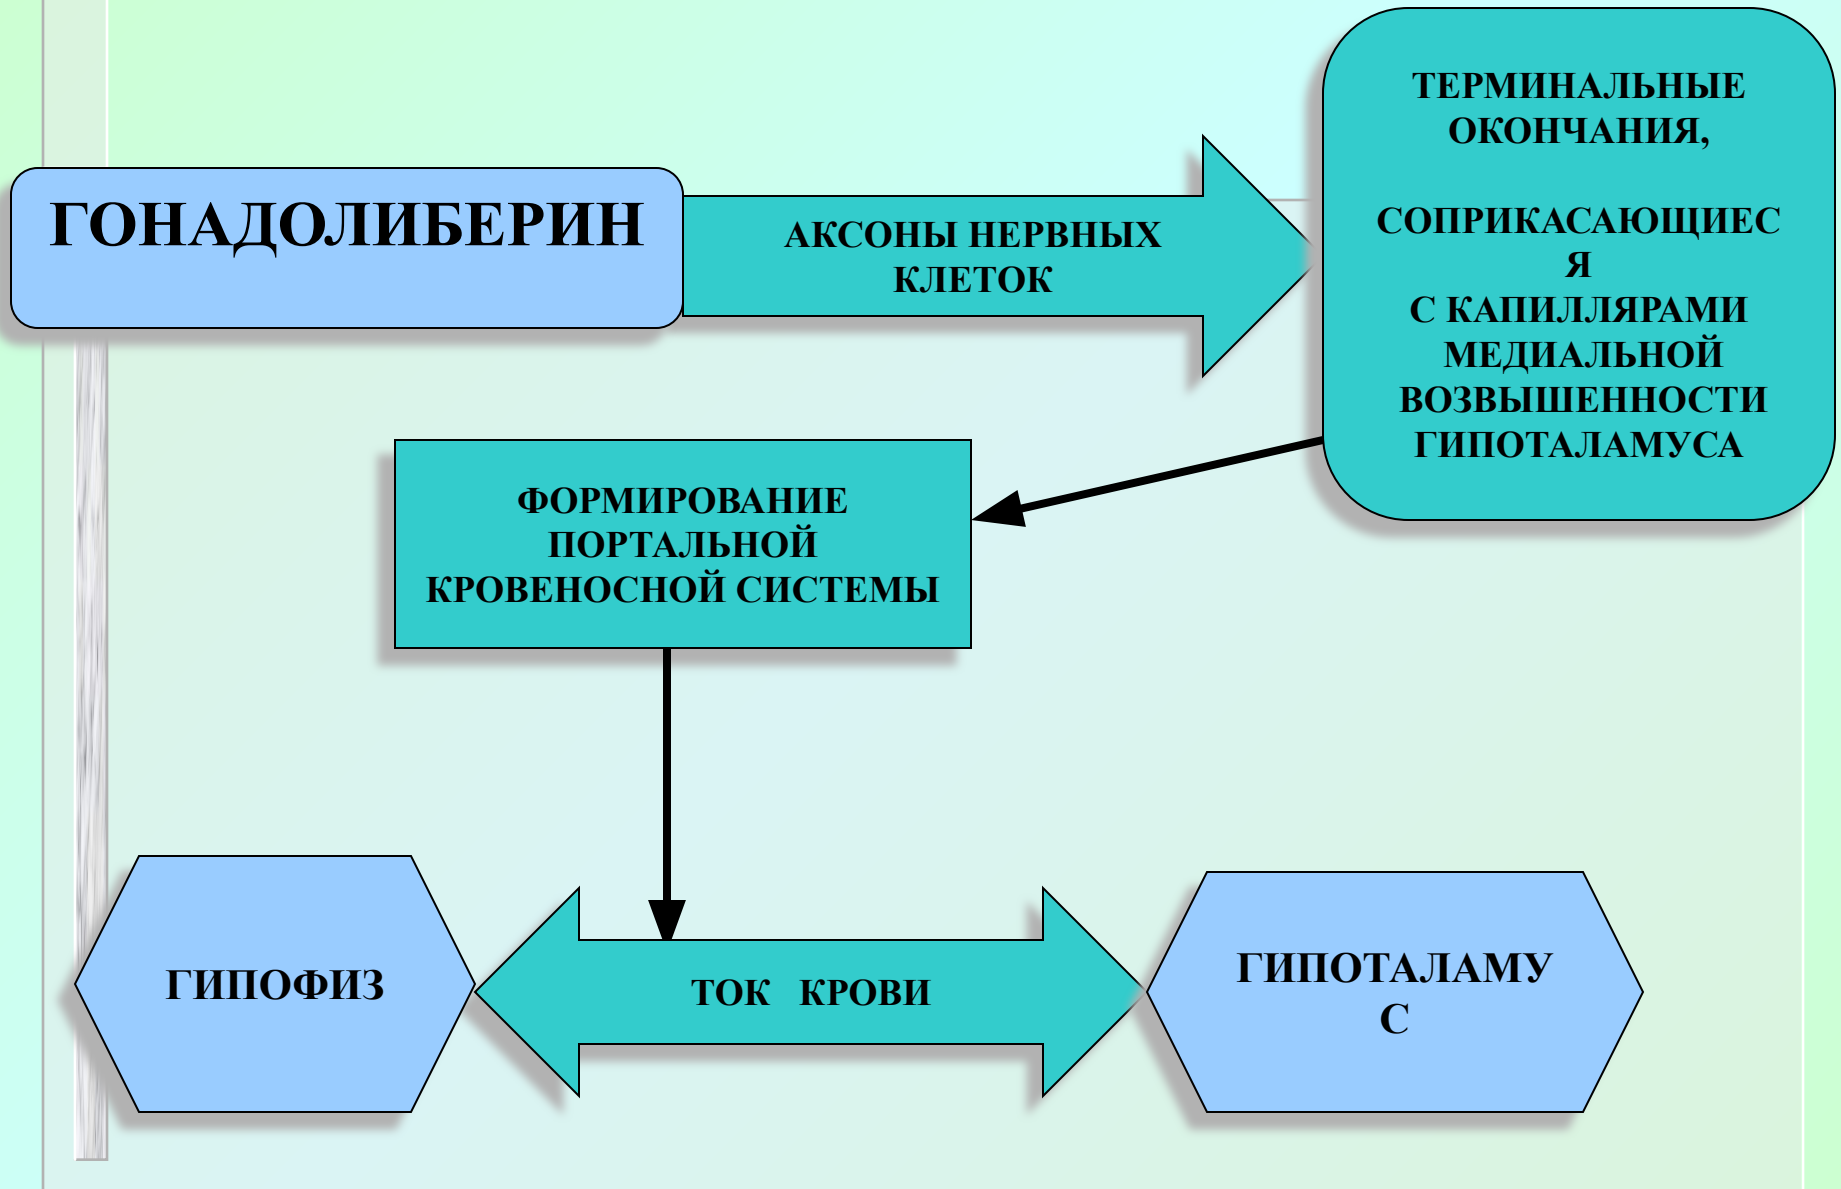 ГОНАДОЛИБЕРИН
АКСОНЫ НЕРВНЫХ
КЛЕТОК
ТЕРМИНАЛЬНЫЕ
ОКОНЧАНИЯ,
СОПРИКАСАЮЩИЕС
Я
С КАПИЛЛЯРАМИ
МЕДИАЛЬНОЙ
ВОЗВЫШЕННОСТИ
ГИПОТАЛАМУСА
ФОРМИРОВАНИЕ
ПОРТАЛЬНОЙ
КРОВЕНОСНОЙ СИСТЕМЫ
ГИПОФИЗ
ТОК КРОВИ
ГИПОТАЛАМУ
С